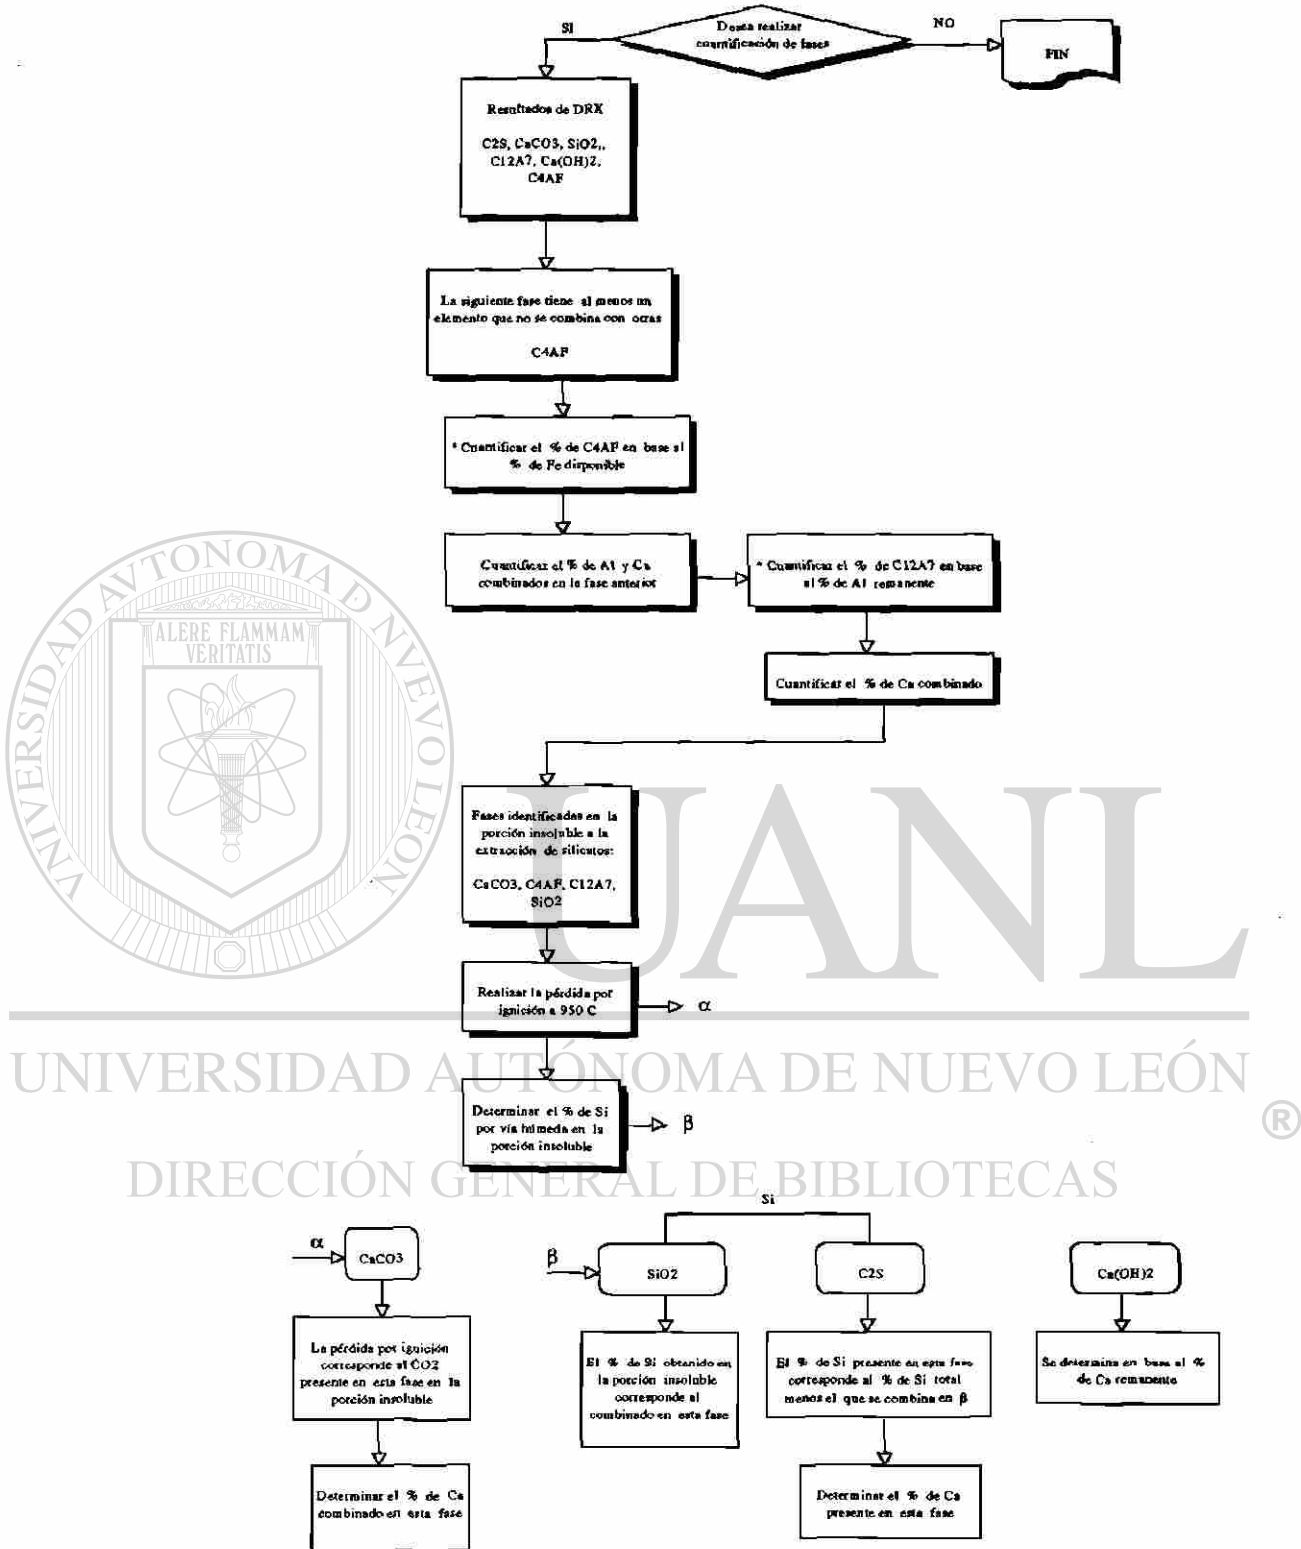 SI
Desea realizar
cuantificación de fases
NO
FIN
Resultados de DRX
C2S, CaCO3, SiO2,,
C12A7, Ca(OH)2,
C4AF
La siguiente fase tiene al menos un
elemento que no se combina con otras
C4AF
* Cuantificar el % de C4AF en base al
% de Fe disponible
Cuantificar el % de Al y Ca
combinados en la fase anterior
* Cuantificar el % de C12A7 en base
al % de Al remanente
Cuantificar el % de Ca combinado
Fases identificadas en la
porción insoluble a la
extracción de silicatos:
CaCO3, C4AF, C12A7,
SiO2
Realizar la pérdida por
ignición a 950 C
α
Determinar el % de Si
por vía húmeda en la
porción insoluble
β
Si
α
CaCO3
β
SiO2
C2S
Ca(OH)2
La pérdida por ignición
corresponde al CO2
presente en esta fase en la
porción insoluble
El % de Si obtenido en
la porción insoluble
corresponde al
combinado en esta fase
El % de Si presente en esta fase
corresponde al % de Si total
menos el que se combina en β
Se determina en base al %
de Ca remanente
Determinar el % de Ca
combinado en esta fase
Determinar el % de Ca
presente en esta fase
UNIVERSIDAD AVTONOMA D NVEVO LEON
ALERE FLAMMAM
VERITATIS
UANL
UNIVERSIDAD AUTÓNOMA DE NUEVO LEÓN
®
DIRECCIÓN GENERAL DE BIBLIOTECAS